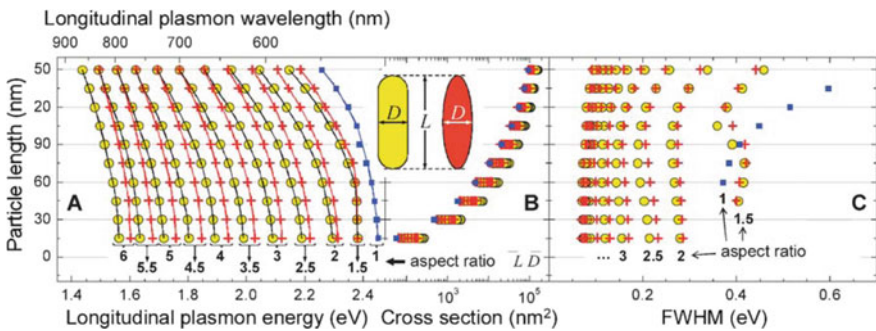 Longitudinal plasmon wavelength (nm)
900 800 700 600
Particle length (nm)
50
20
90
60
30
0
A
B
C
D
L
D
6 5 4 3 2 1
5.5 4.5 3.5 2.5 1.5
aspect ratio L D
1
1.5
... 3 2.5 2
aspect ratio
1.4 1.6 1.8 2.0 2.2 2.4
10³ 10⁵
0.2 0.4 0.6
Longitudinal plasmon energy (eV)
Cross section (nm²)
FWHM (eV)